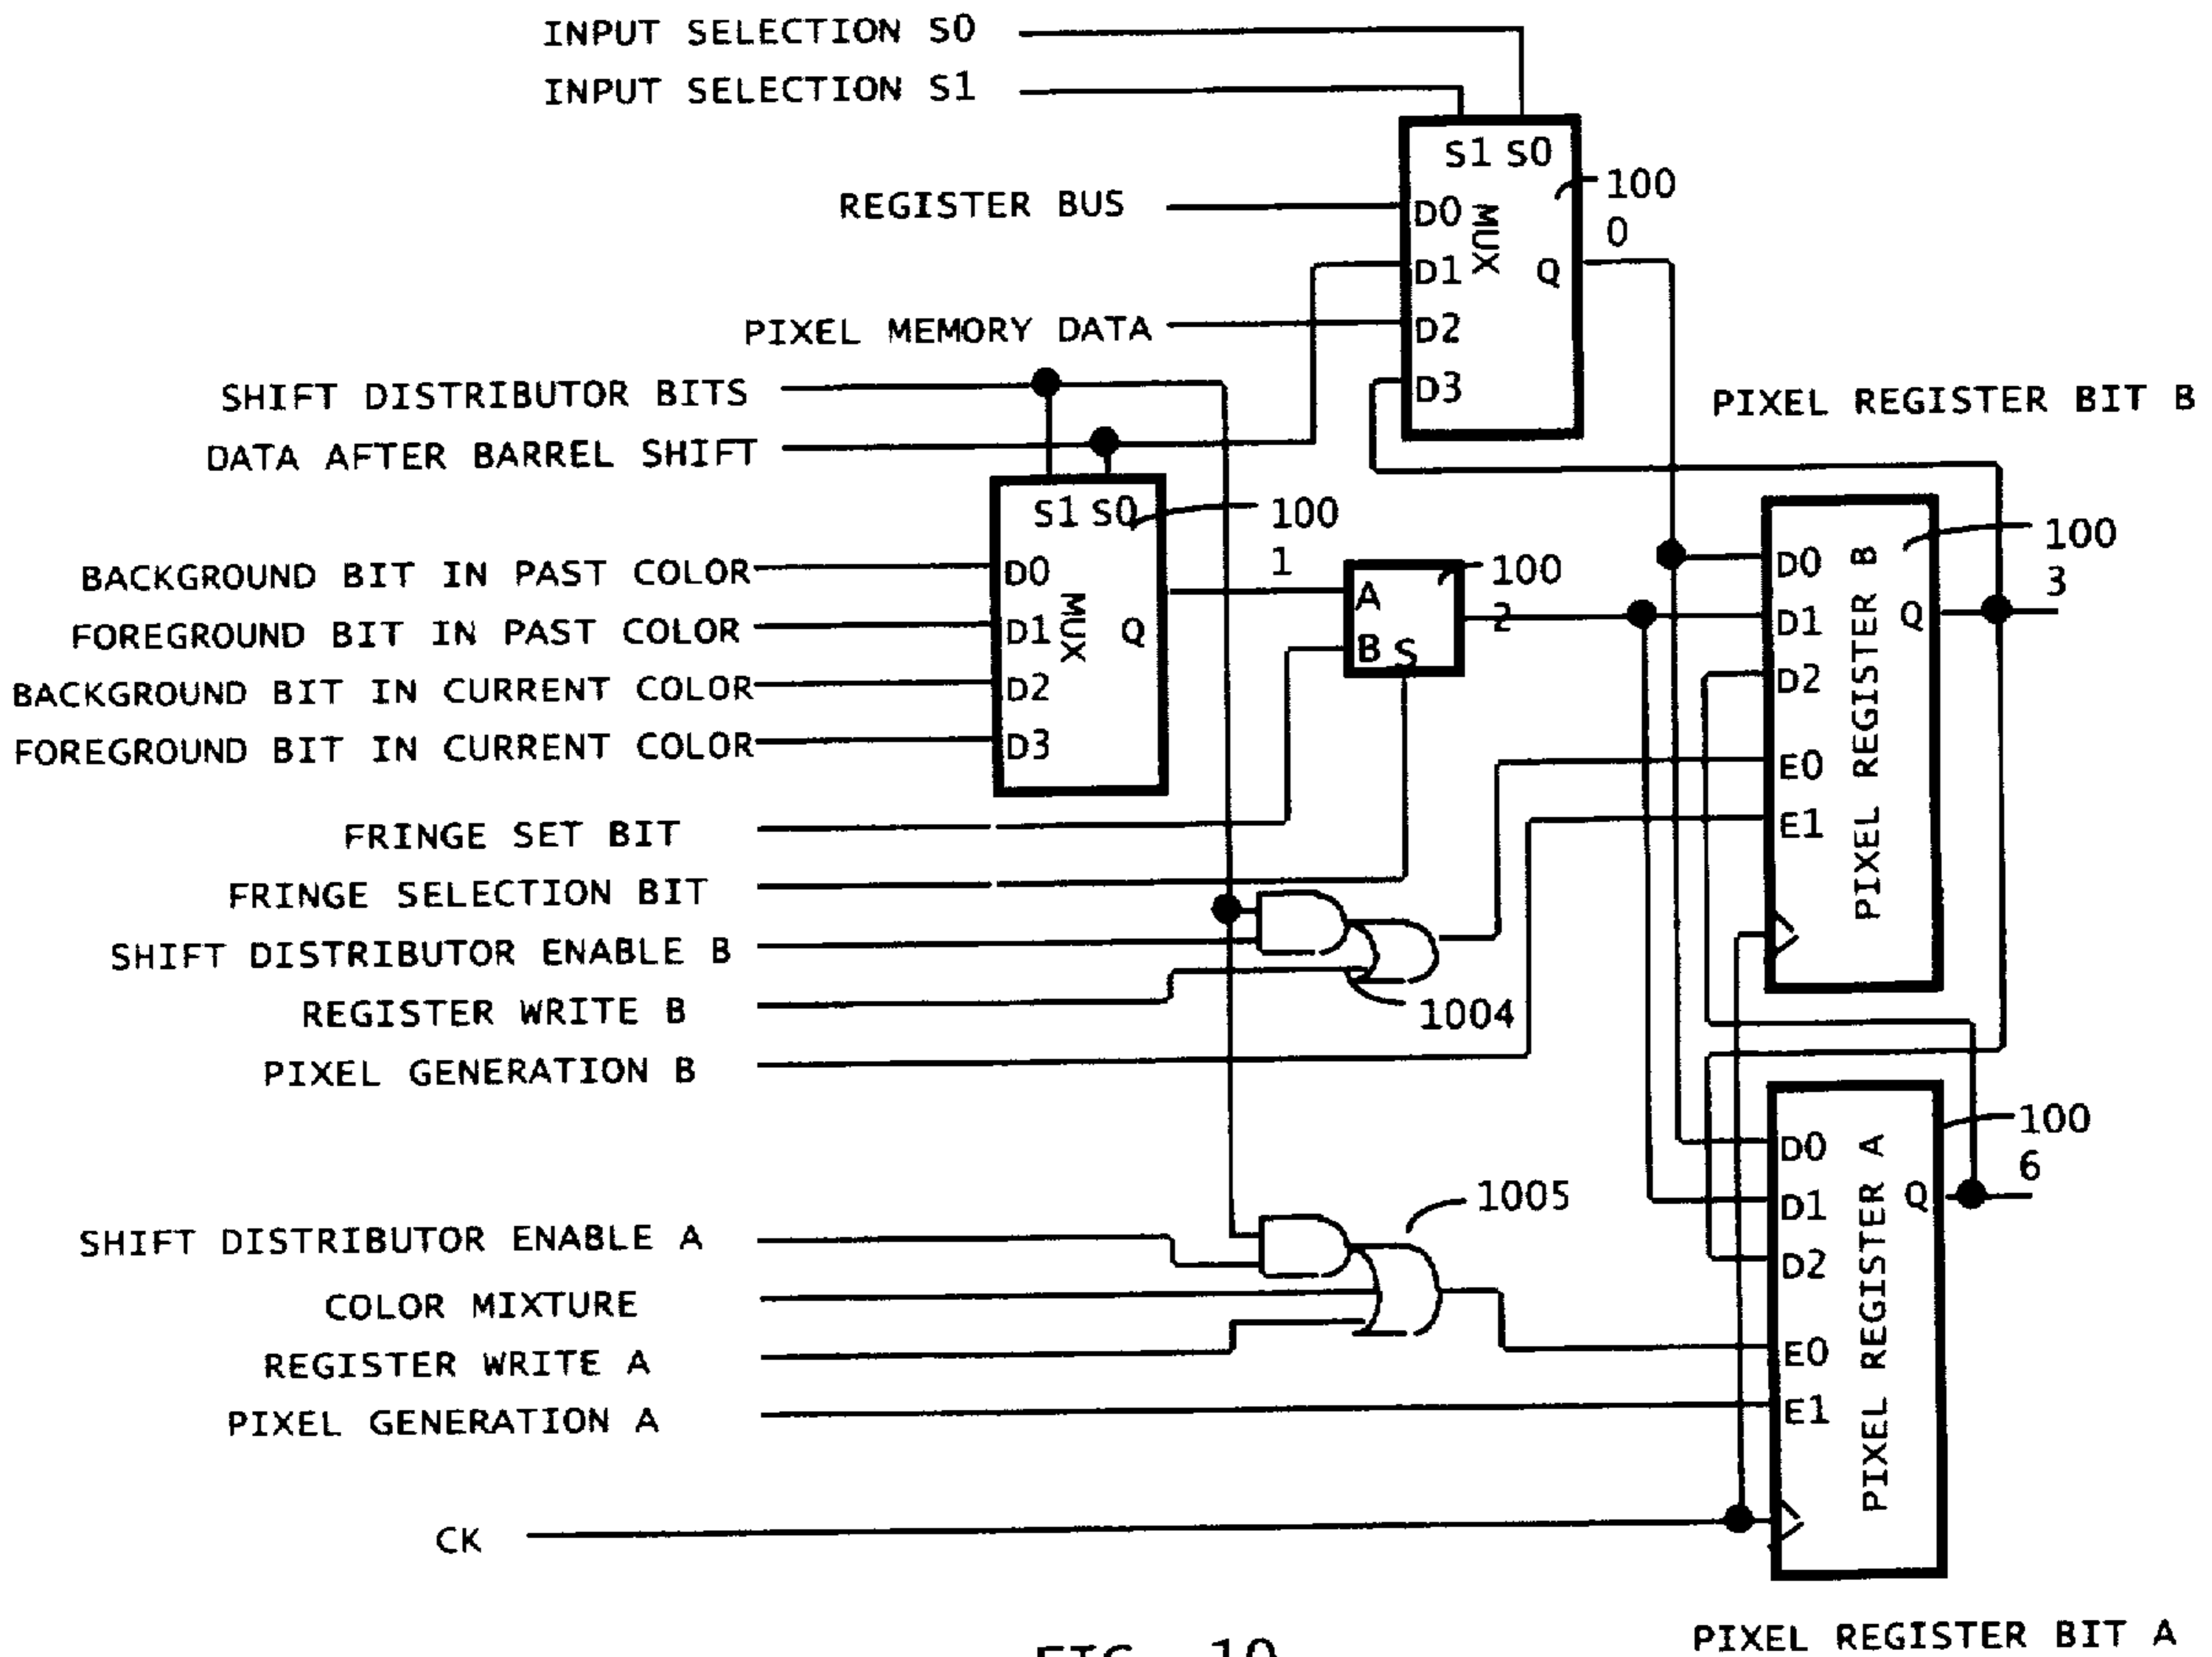 INPUT SELECTION S0
INPUT SELECTION S1
S1 S0
REGISTER BUS
D0
MUX
100
0
D1
Q
PIXEL MEMORY DATA
D2
D3
SHIFT DISTRIBUTOR BITS
DATA AFTER BARREL SHIFT
PIXEL REGISTER BIT B
S1 S0
100
1
BACKGROUND BIT IN PAST COLOR
D0
FOREGROUND BIT IN PAST COLOR
D1
MUX
Q
BACKGROUND BIT IN CURRENT COLOR
D2
FOREGROUND BIT IN CURRENT COLOR
D3
A
B S
100
2
D0
D1
D2
E0
E1
PIXEL REGISTER B
Q
100
3
FRINGE SET BIT
FRINGE SELECTION BIT
SHIFT DISTRIBUTOR ENABLE B
REGISTER WRITE B
1004
PIXEL GENERATION B
D0
D1
D2
E0
E1
PIXEL REGISTER A
Q
100
6
1005
SHIFT DISTRIBUTOR ENABLE A
COLOR MIXTURE
REGISTER WRITE A
PIXEL GENERATION A
CK
PIXEL REGISTER BIT A
FIG. 10